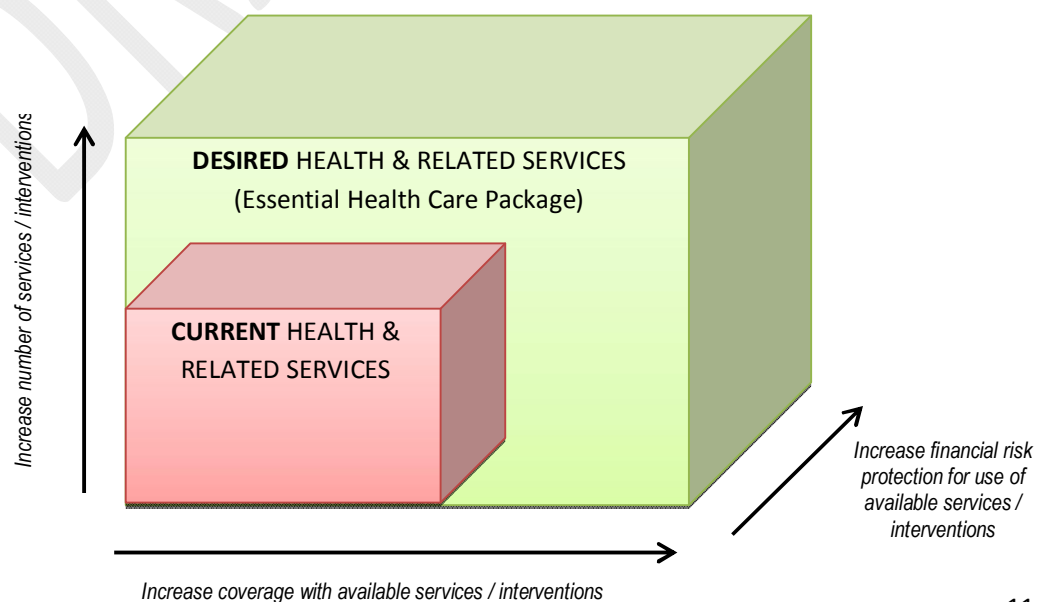 Increase number of services / interventions
DESIRED HEALTH & RELATED SERVICES
(Essential Health Care Package)
CURRENT HEALTH &
RELATED SERVICES
Increase financial risk
protection for use of
available services /
interventions
Increase coverage with available services / interventions